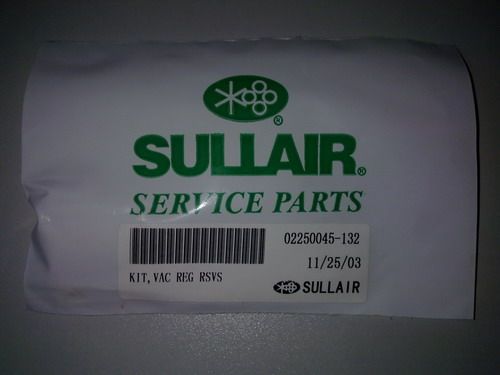 SULLAIR®
SERVICE PARTS
02250045-132
11/25/03
KIT, VAC REG RSVS
SULLAIR